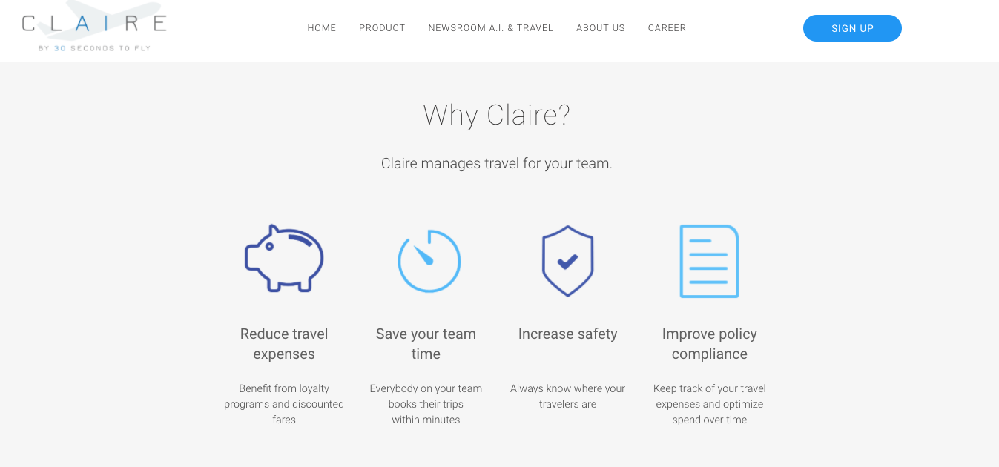 CLAIRE
BY 30 SECONDS TO FLY
HOME PRODUCT NEWSROOM A.I. & TRAVEL ABOUT US CAREER SIGN UP
Why Claire?
Claire manages travel for your team.
Reduce travel
expenses
Benefit from loyalty
programs and discounted
fares
Save your team
time
Everybody on your team
books their trips
within minutes
Increase safety
Always know where your
travelers are
Improve policy
compliance
Keep track of your travel
expenses and optimize
spend over time